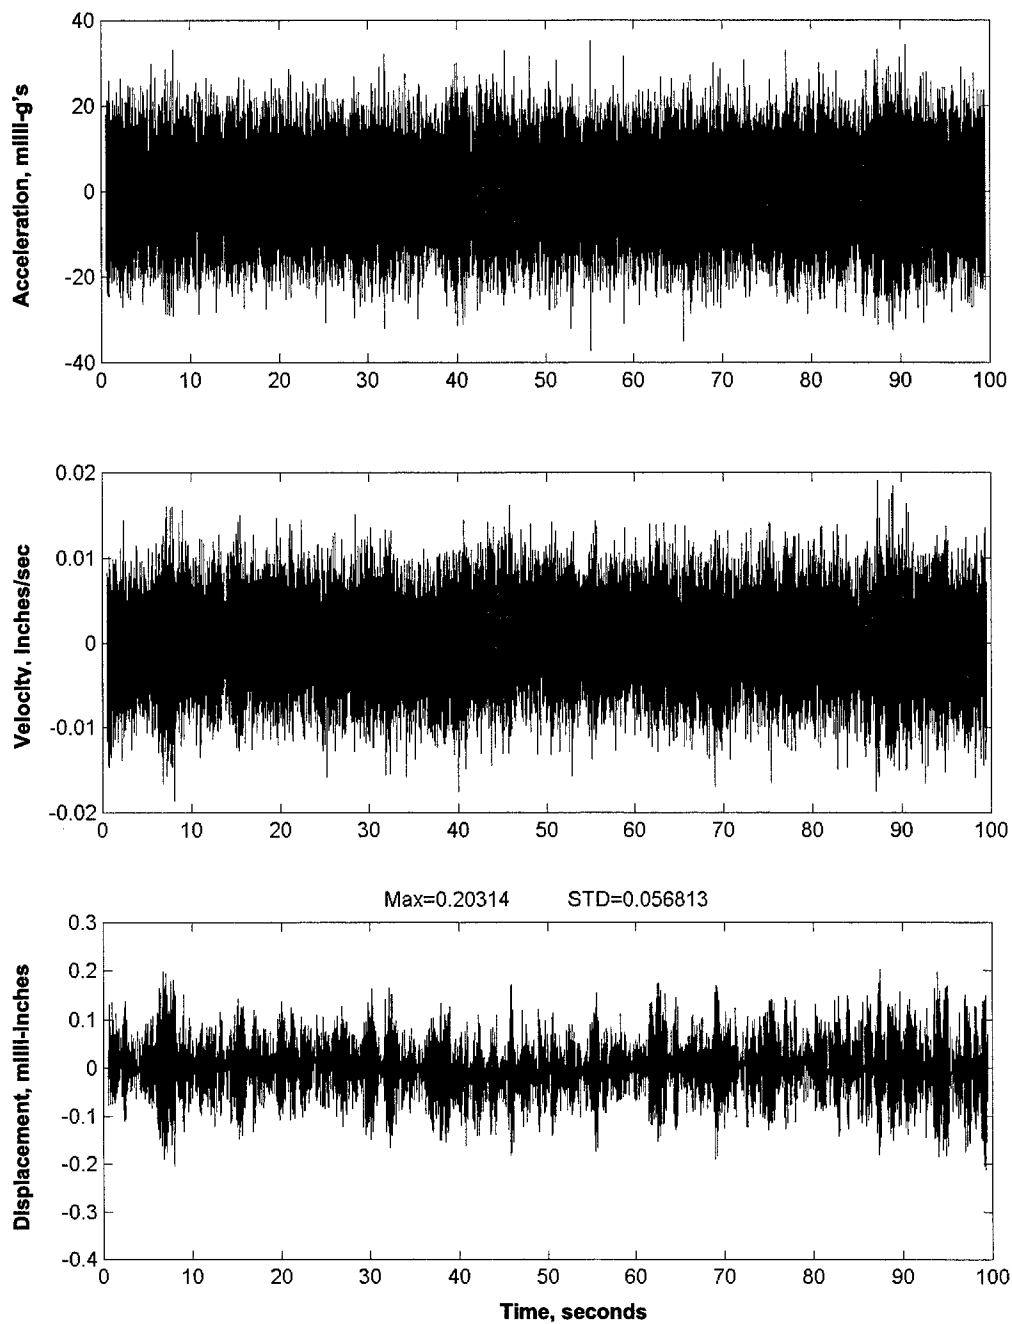 Acceleration, milli-g's
40
20
0
-20
-40
0 10 20 30 40 50 60 70 80 90 100
Velocity, Inches/sec
0.02
0.01
0
-0.01
-0.02
0 10 20 30 40 50 60 70 80 90 100
Max=0.20314 STD=0.056813
Displacement, milli-Inches
0.3
0.2
0.1
0
-0.1
-0.2
-0.3
-0.4
0 10 20 30 40 50 60 70 80 90 100
Time, seconds